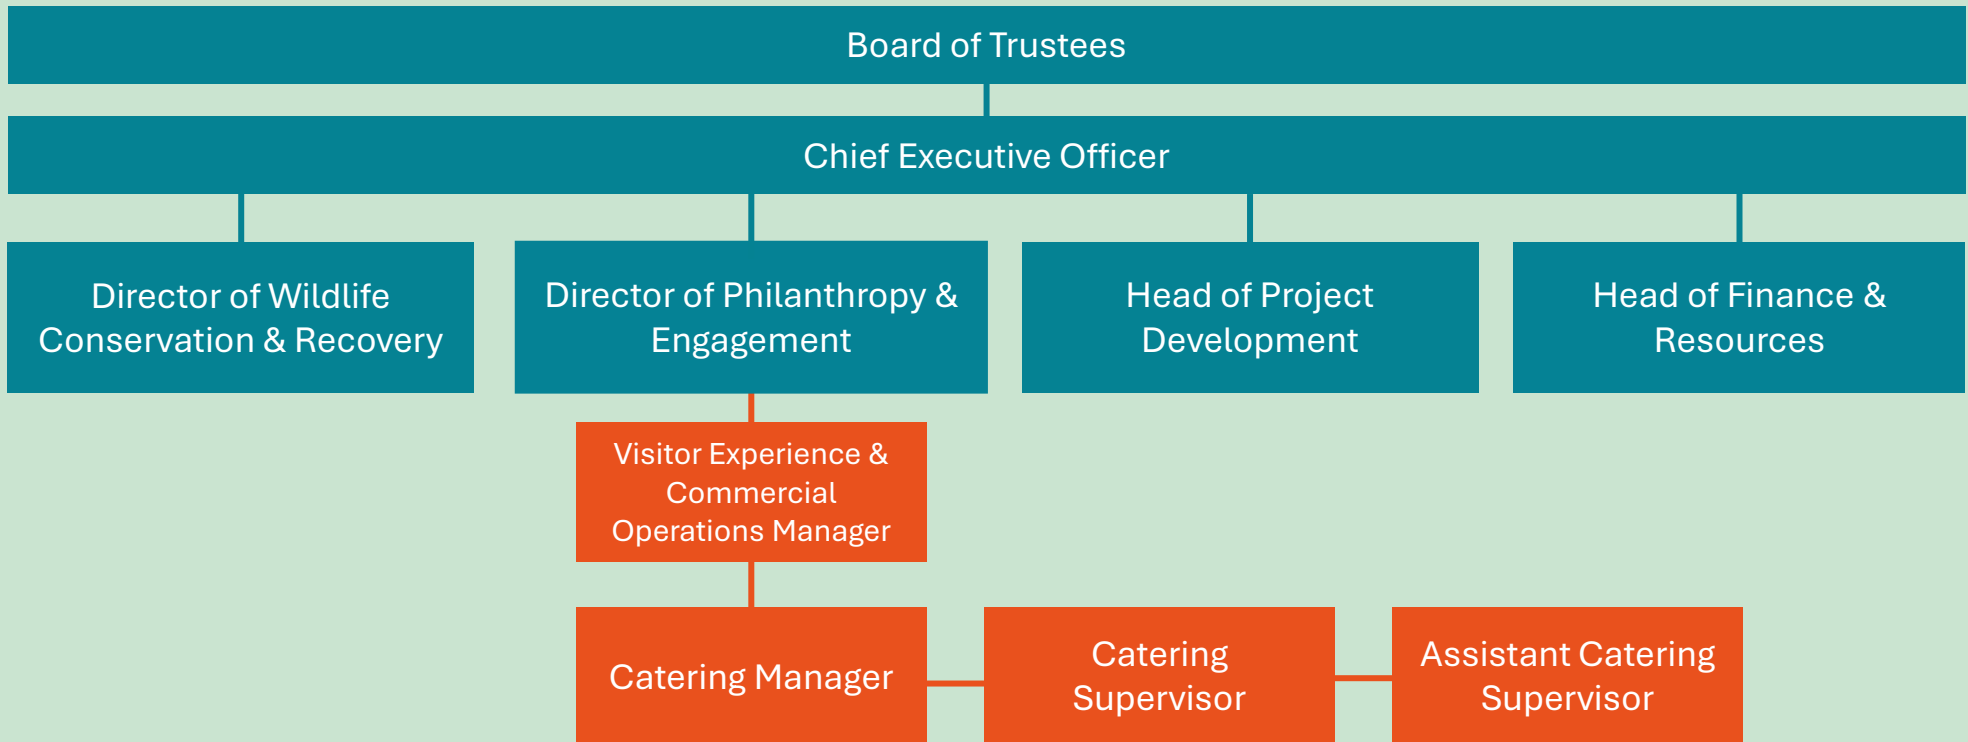 Board of Trustees
Chief Executive Officer
Director of Wildlife
Conservation & Recovery
Director of Philanthropy &
Engagement
Head of Project
Development
Head of Finance &
Resources
Visitor Experience &
Commercial
Operations Manager
Catering Manager
Catering
Supervisor
Assistant Catering
Supervisor